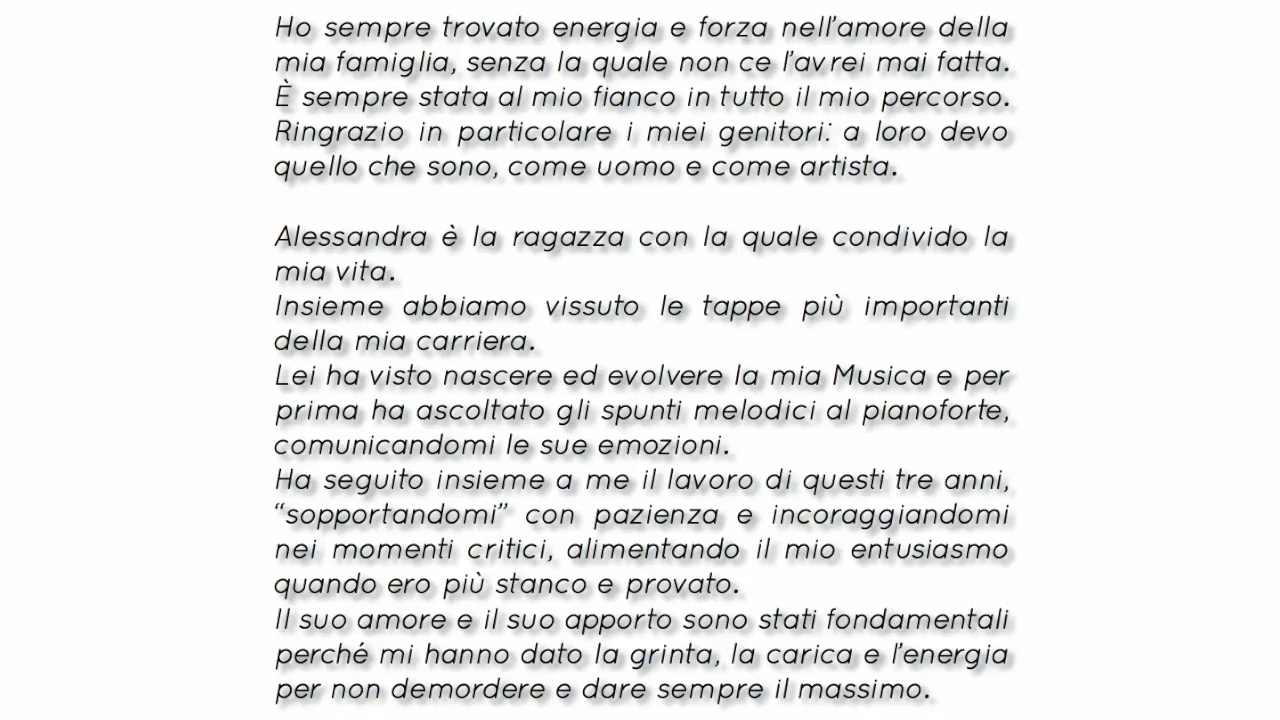 Ho sempre trovato energia e forza nell'amore della
mia famiglia, senza la quale non ce l'avrei mai fatta.
È sempre stata al mio fianco in tutto il mio percorso.
Ringrazio in particolare i miei genitori: a loro devo
quello che sono, come uomo e come artista.
Alessandra è la ragazza con la quale condivido la
mia vita.
Insieme abbiamo vissuto le tappe più importanti
della mia carriera.
Lei ha visto nascere ed evolvere la mia Musica e per
prima ha ascoltato gli spunti melodici al pianoforte,
comunicandomi le sue emozioni.
Ha seguito insieme a me il lavoro di questi tre anni,
“sopportandomi” con pazienza e incoraggiandomi
nei momenti critici, alimentando il mio entusiasmo
quando ero più stanco e provato.
Il suo amore e il suo apporto sono stati fondamentali
perché mi hanno dato la grinta, la carica e l'energia
per non demordere e dare sempre il massimo.